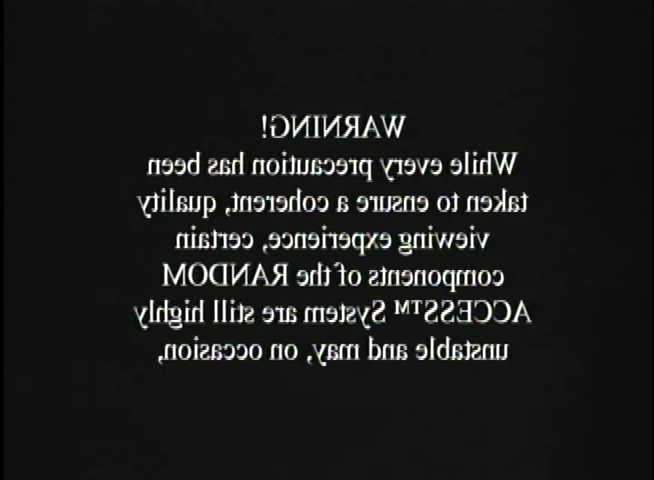 WARNING!
While every precaution has been
taken to ensure a coherent, quality
viewing experience, certain
components of the RANDOM
ACCESS™ System are still highly
unstable and may, on occasion,